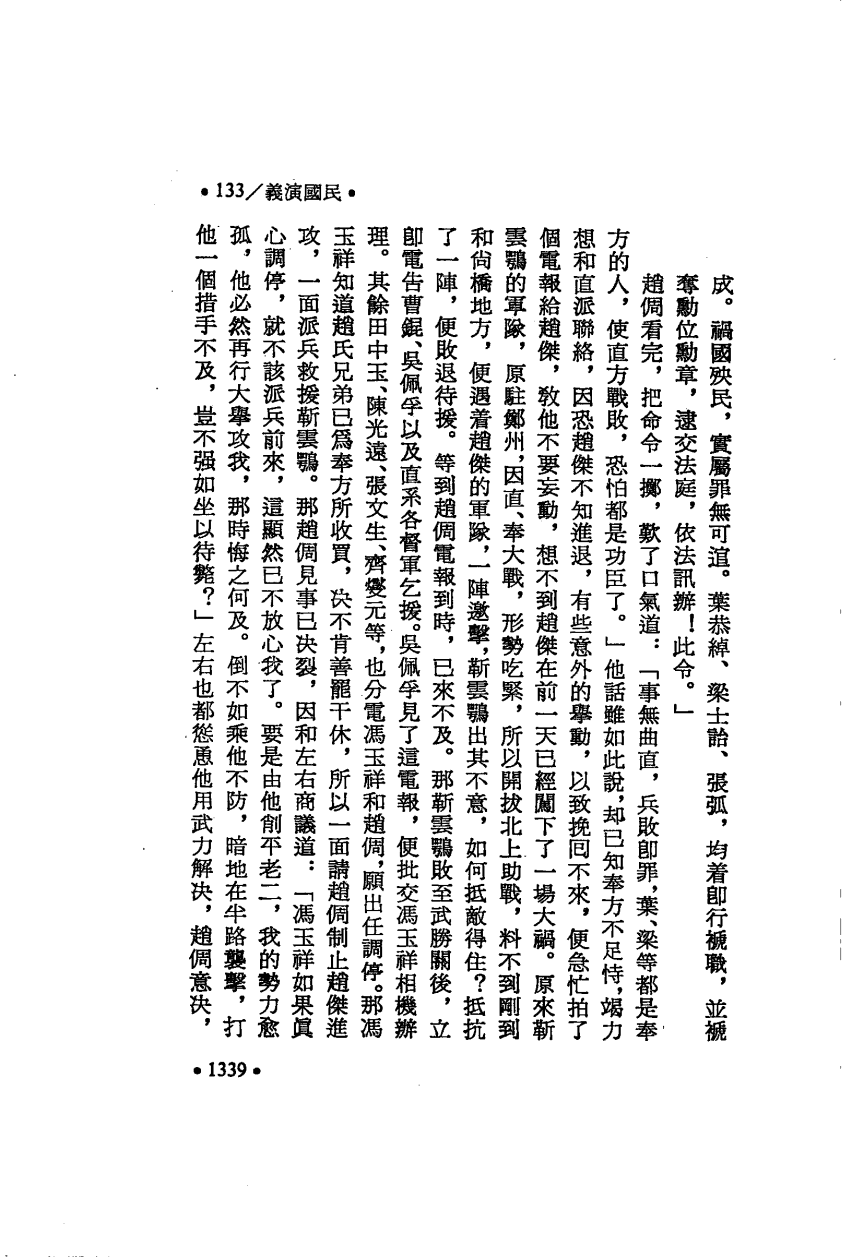 •133/義演國民•
成。禍國殃民，實屬罪無可逭。葉恭綽、梁士詒、張弧，均着卽行褫職，並褫
奪勳位勳章，逮交法庭，依法訊辦！此令。」
趙倜看完，把命令一擲，歎了口氣道：「事無曲直，兵敗卽罪，葉、梁等都是奉
方的人，使直方戰敗，恐怕都是功臣了。」他話雖如此說，却已知奉方不足恃，竭力
想和直派聯絡，因恐趙傑不知進退，有些意外的舉動，以致挽囘不來，便急忙拍了
個電報給趙傑，敎他不要妄動，想不到趙傑在前一天已經闖下了一場大禍。原來靳
雲鶚的軍隊，原駐鄭州，因直、奉大戰，形勢吃緊，所以開拔北上助戰，料不到剛到
和尙橋地方，便遇着趙傑的軍隊，一陣邀擊，靳雲鶚出其不意，如何抵敵得住？抵抗
了一陣，便敗退待援。等到趙倜電報到時，已來不及。那靳雲鶚敗至武勝關後，立
卽電吿曹錕、吳佩孚以及直系各督軍乞援。吳佩孚見了這電報，便批交馮玉祥相機辦
理。其餘田中玉、陳光遠、張文生、齊燮元等，也分電馮玉祥和趙倜，願出任調停。那馮
玉祥知道趙氏兄弟已爲奉方所收買，决不肯善罷干休，所以一面請趙倜制止趙傑進
攻，一面派兵救援靳雲鶚。那趙倜見事已決裂，因和左右商議道：「馮玉祥如果眞
心調停，就不該派兵前來，這顯然已不放心我了。要是由他削平老二，我的勢力愈
孤，他必然再行大舉攻我，那時悔之何及。倒不如乘他不防，暗地在半路襲擊，打
他一個措手不及，豈不强如坐以待斃？」左右也都慫恿他用武力解决，趙倜意决，
•1339•